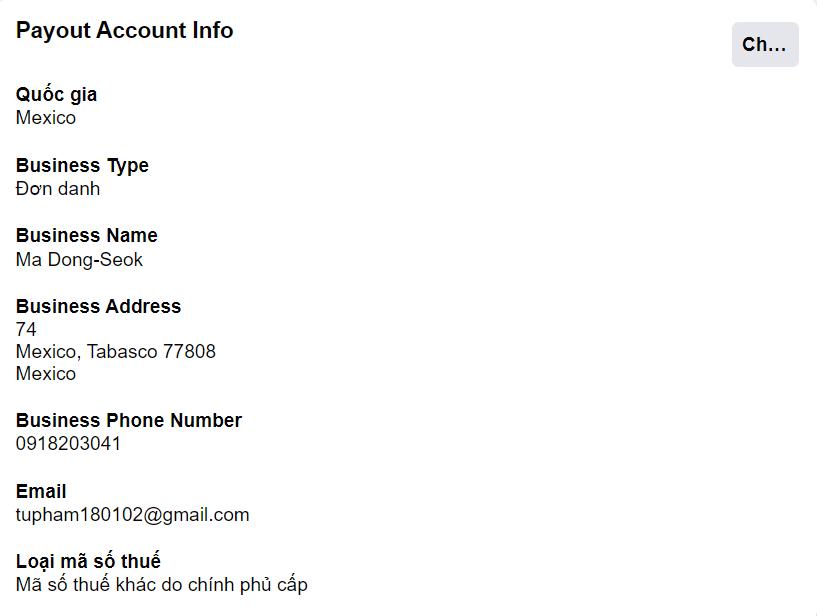 Payout Account Info
Ch...
Quốc gia
Mexico
Business Type
Đơn danh
Business Name
Ma Dong-Seok
Business Address
74
Mexico, Tabasco 77808
Mexico
Business Phone Number
0918203041
Email
tupham180102@gmail.com
Loại mã số thuế
Mã số thuế khác do chính phủ cấp